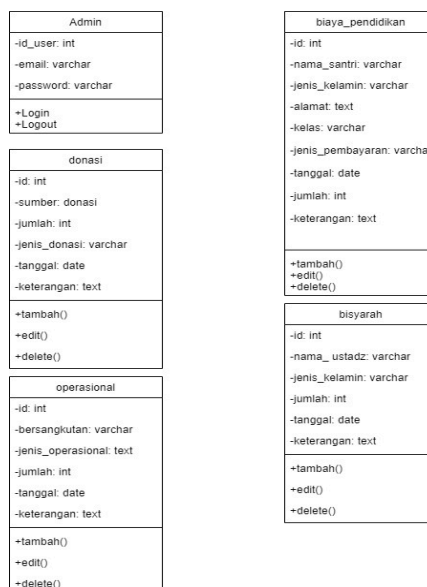 Admin
-id_user: int
-email: varchar
-password: varchar
+Login
+Logout
donasi
-id: int
-sumber: donasi
-jumlah: int
-jenis_donasi: varchar
-tanggal: date
-keterangan: text
+tambah()
+edit()
+delete()
operasional
-id: int
-bersangkutan: varchar
-jenis_operasional: text
-jumlah: int
-tanggal: date
-keterangan: text
+tambah()
+edit()
+delete()
biaya_pendidikan
-id: int
-nama_santri: varchar
-jenis_kelamin: varchar
-alamat: text
-kelas: varchar
-jenis_pembayaran: varcha
-tanggal: date
-jumlah: int
-keterangan: text
+tambah()
+edit()
+delete()
bisyarah
-id: int
-nama_ ustadz: varchar
-jenis_kelamin: varchar
-jumlah: int
-tanggal: date
-keterangan: text
+tambah()
+edit()
+delete()